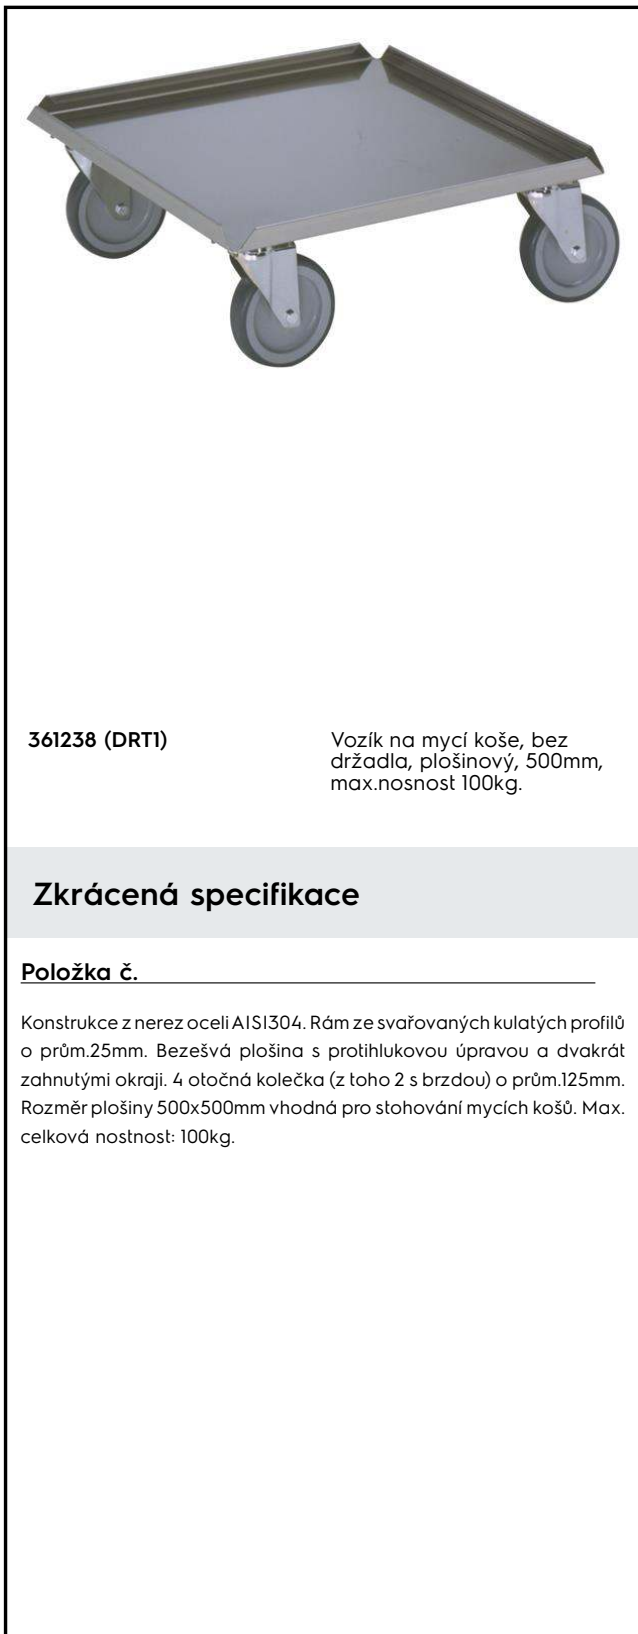 361238 (DRT1)
Vozík na mycí koše, bez
držadla, plošinový, 500mm,
max.nosnost 100kg.
Zkrácená specifikace
Položka č.
Konstrukce z nerez oceli AISI304. Rám ze svařovaných kulatých profilů
o prům.25mm. Bezešvá plošina s protihlukovou úpravou a dvakrát
zahnutými okraji. 4 otočná kolečka (z toho 2 s brzdou) o prům.125mm.
Rozměr plošiny 500x500mm vhodná pro stohování mycích košů. Max.
celková nostnost: 100kg.